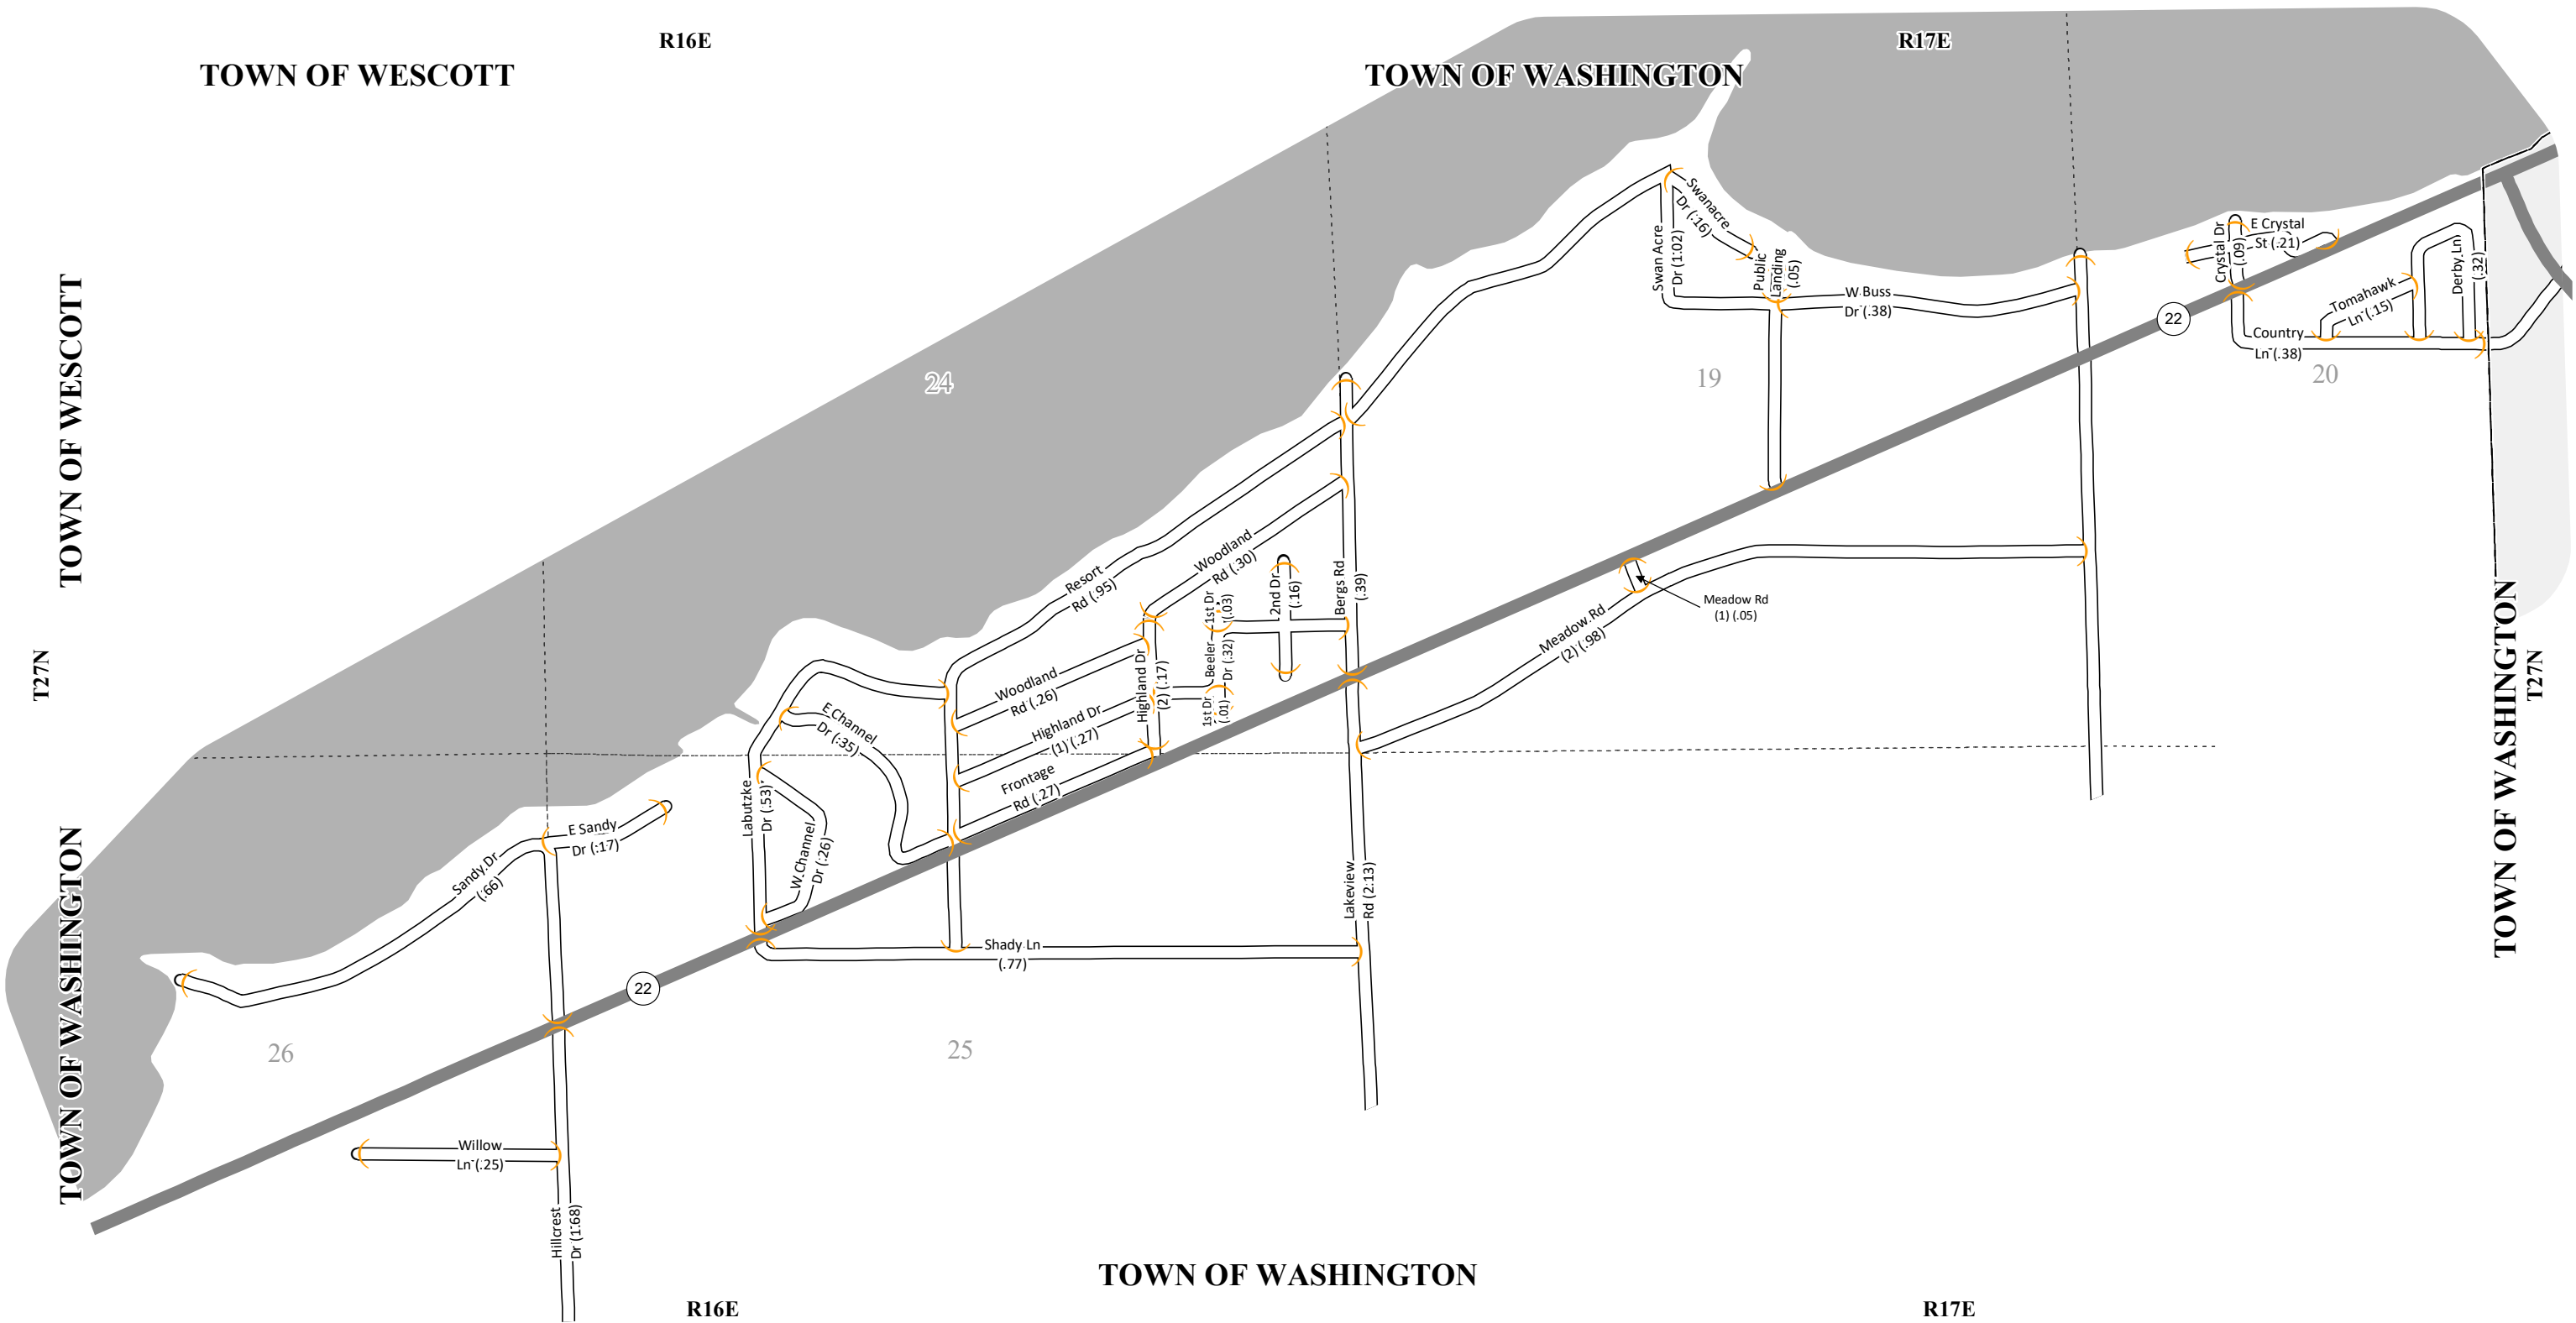 R16E
R17E
TOWN OF WESCOTT
TOWN OF WASHINGTON
Swanacre
Dr (.16)
Swan Acre
Dr (1.02)
Public
Landing
(.05)
W Buss
Dr (.38)
Crystal Dr
(.09)
E Crystal
St (.21)
Derby Ln
(.32)
Tomahawk
Ln (.15)
Country
Ln (.38)
22
TOWN OF WESCOTT
24
19
20
Resort
Rd (.95)
Woodland
Rd (.30)
1st Dr
(.03)
2nd Dr
(.16)
Bergs Rd
(.39)
Meadow Rd
(1) (.05)
Meadow Rd
(2) (.98)
T27N
T27N
TOWN OF WASHINGTON
Woodland
Rd (.26)
Highland Dr
(2) (.17)
Beeler
Dr (.32)
1st Dr
(.01)
Highland Dr
(1) (.27)
E Channel
Dr (.35)
Frontage
Rd (.27)
Labutzke
Dr (.53)
W Channel
Dr (.26)
E Sandy
Dr (.17)
Sandy Dr
(.66)
Lakeview
Rd (2.13)
Shady Ln
(.77)
22
TOWN OF WASHINGTON
26
25
Willow
Ln (.25)
Hillcrest
Dr (1.68)
TOWN OF WASHINGTON
R16E
R17E